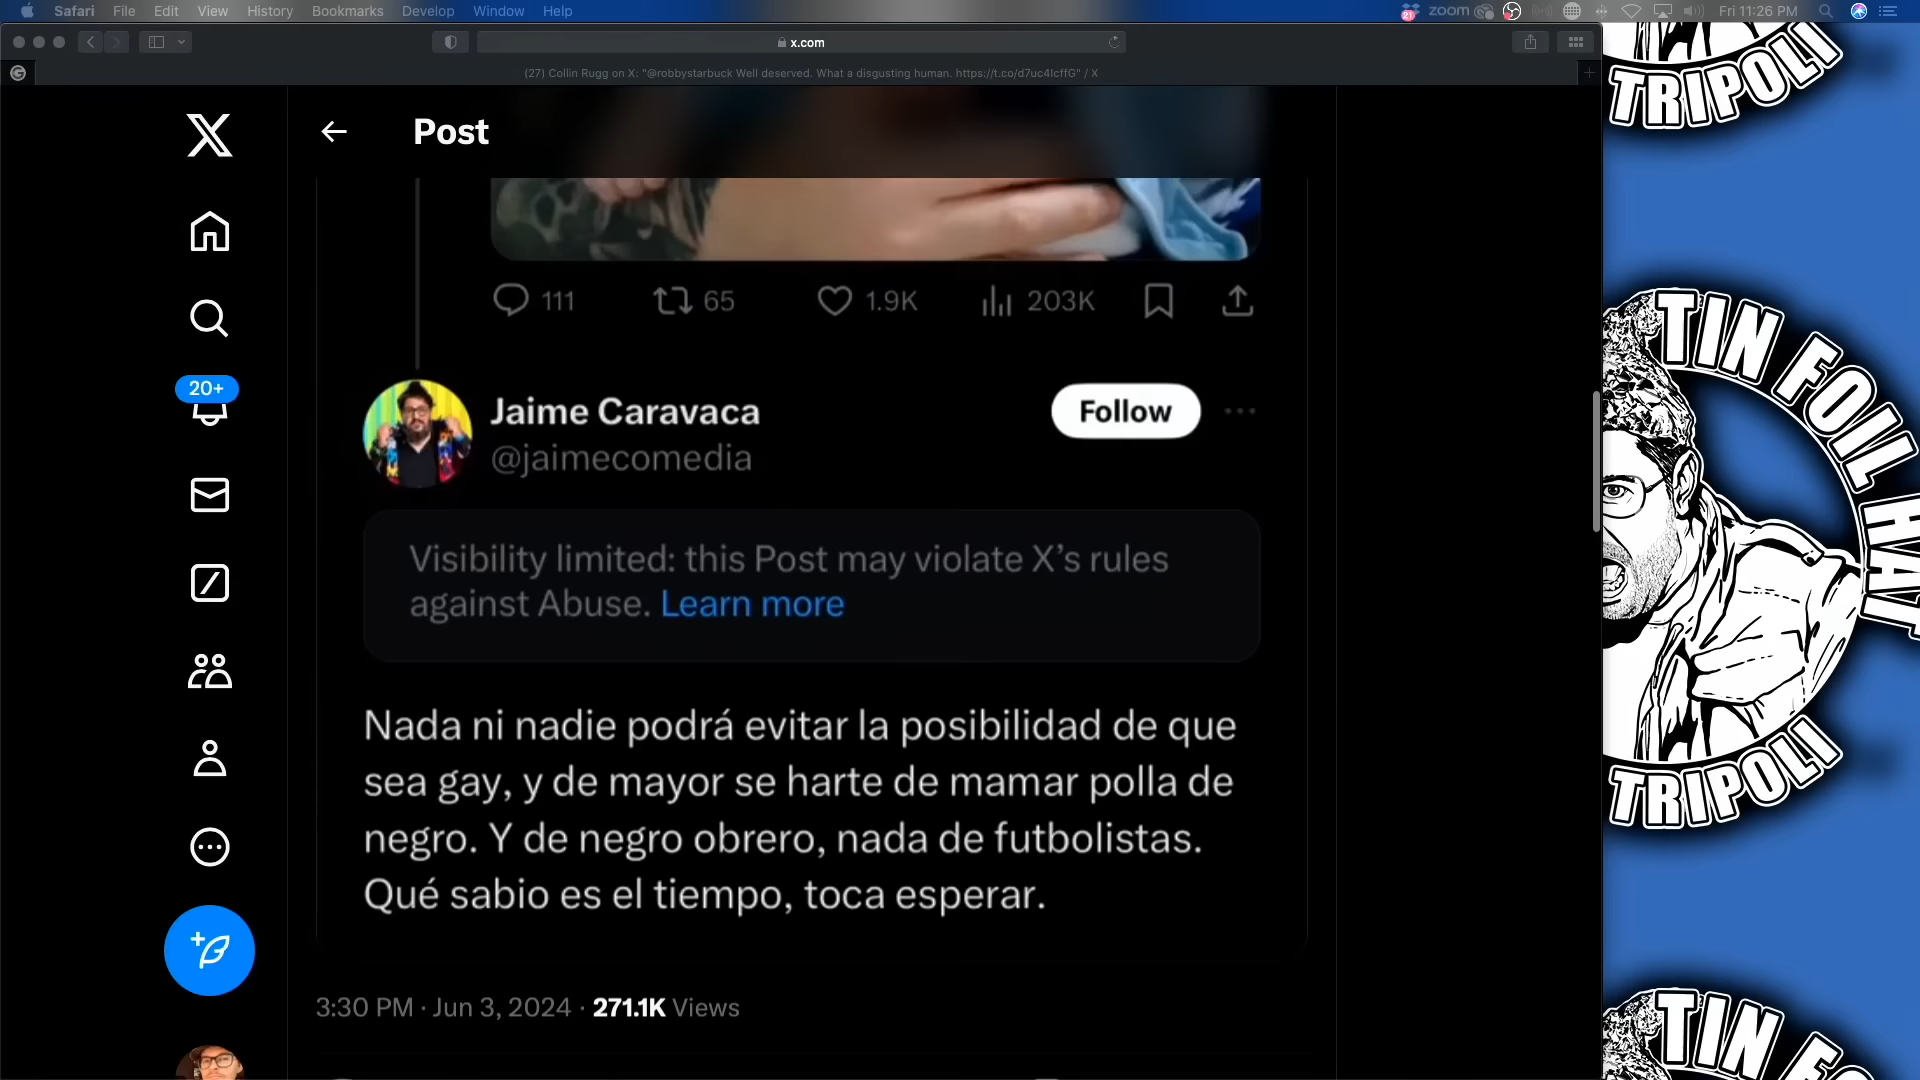 Safari File Edit View History Bookmarks Develop Window Help
21 zoom Fri 11:26 PM
x.com
G
(27) Collin Rugg on X: "@robbystarbuck Well deserved. What a disgusting human. https://t.co/d7uc4lcffG" / X
Post
111 65 1.9K 203K
20+
Jaime Caravaca
@jaimecomedia
Follow
Visibility limited: this Post may violate X's rules
against Abuse. Learn more
Nada ni nadie podrá evitar la posibilidad de que
sea gay, y de mayor se harte de mamar polla de
negro. Y de negro obrero, nada de futbolistas.
Qué sabio es el tiempo, toca esperar.
3:30 PM · Jun 3, 2024 · 271.1K Views
TRIPOLI
TIN FOIL HAT
TRIPOLI
TIN FO